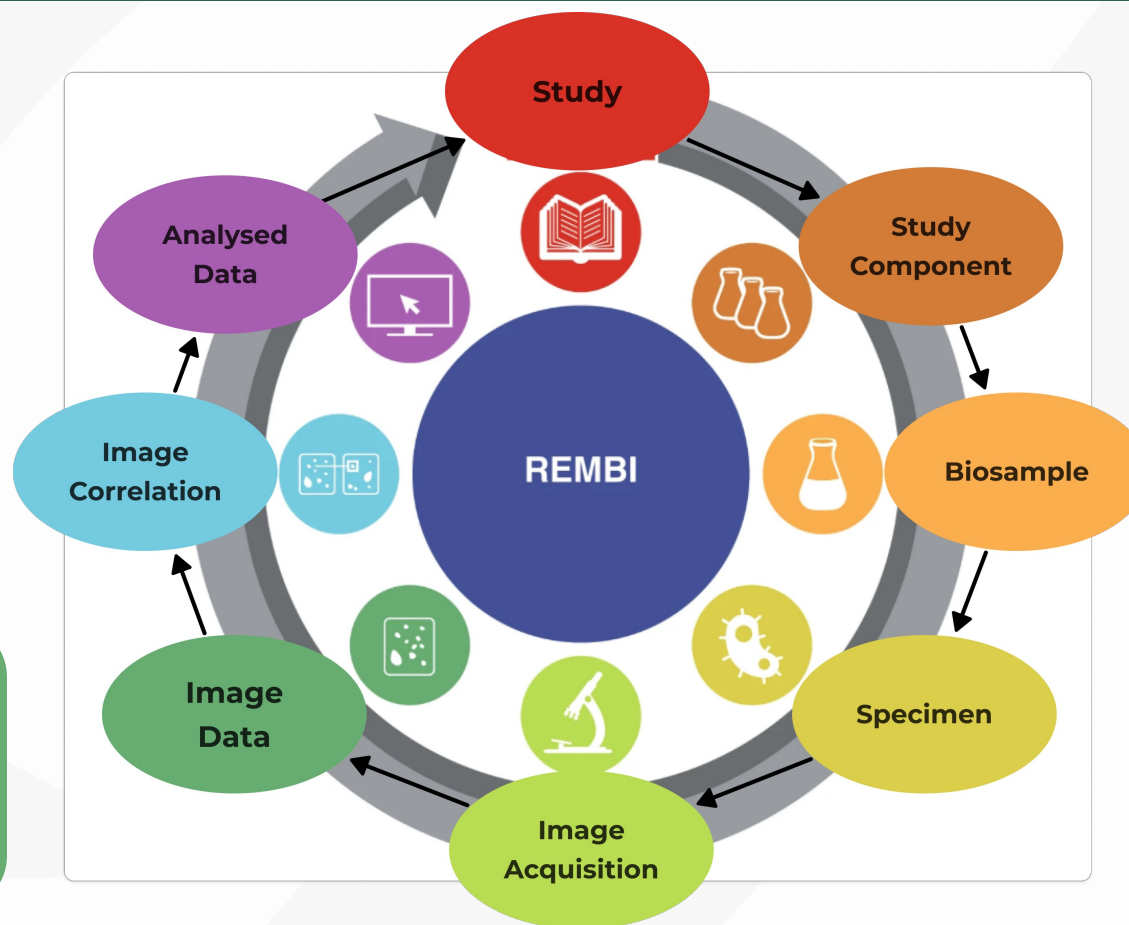 Study
Study
Component
Analysed
Data
Image
Correlation
REMBI
Biosample
Image
Data
Specimen
Image
Acquisition